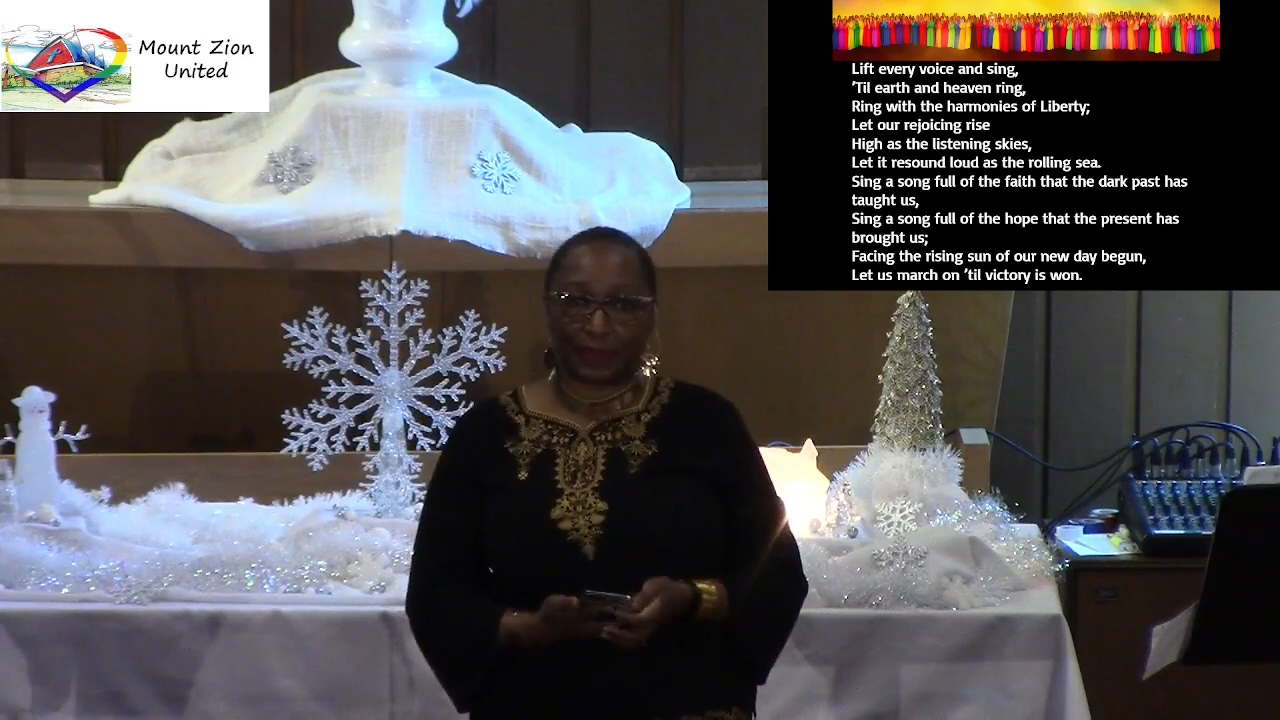 Mount Zion
United
Lift every voice and sing,
’Til earth and heaven ring,
Ring with the harmonies of Liberty;
Let our rejoicing rise
High as the listening skies,
Let it resound loud as the rolling sea.
Sing a song full of the faith that the dark past has
taught us,
Sing a song full of the hope that the present has
brought us;
Facing the rising sun of our new day begun,
Let us march on ’til victory is won.